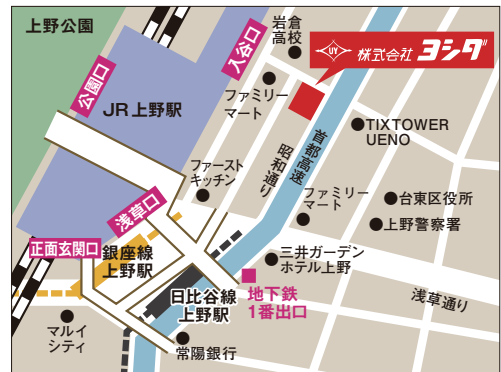 上野公園
公園口
JR上野駅
入谷口
岩倉
高校
UY
株式会社 ヨシダ
ファミリー
マート
TIXTOWER
UENO
首都高速
昭和通り
ファースト
キッチン
ファミリー
マート
台東区役所
上野警察署
浅草口
正面玄関口
銀座線
上野駅
三井ガーデン
ホテル上野
日比谷線
上野駅
地下鉄
1番出口
浅草通り
マルイ
シティ
常陽銀行